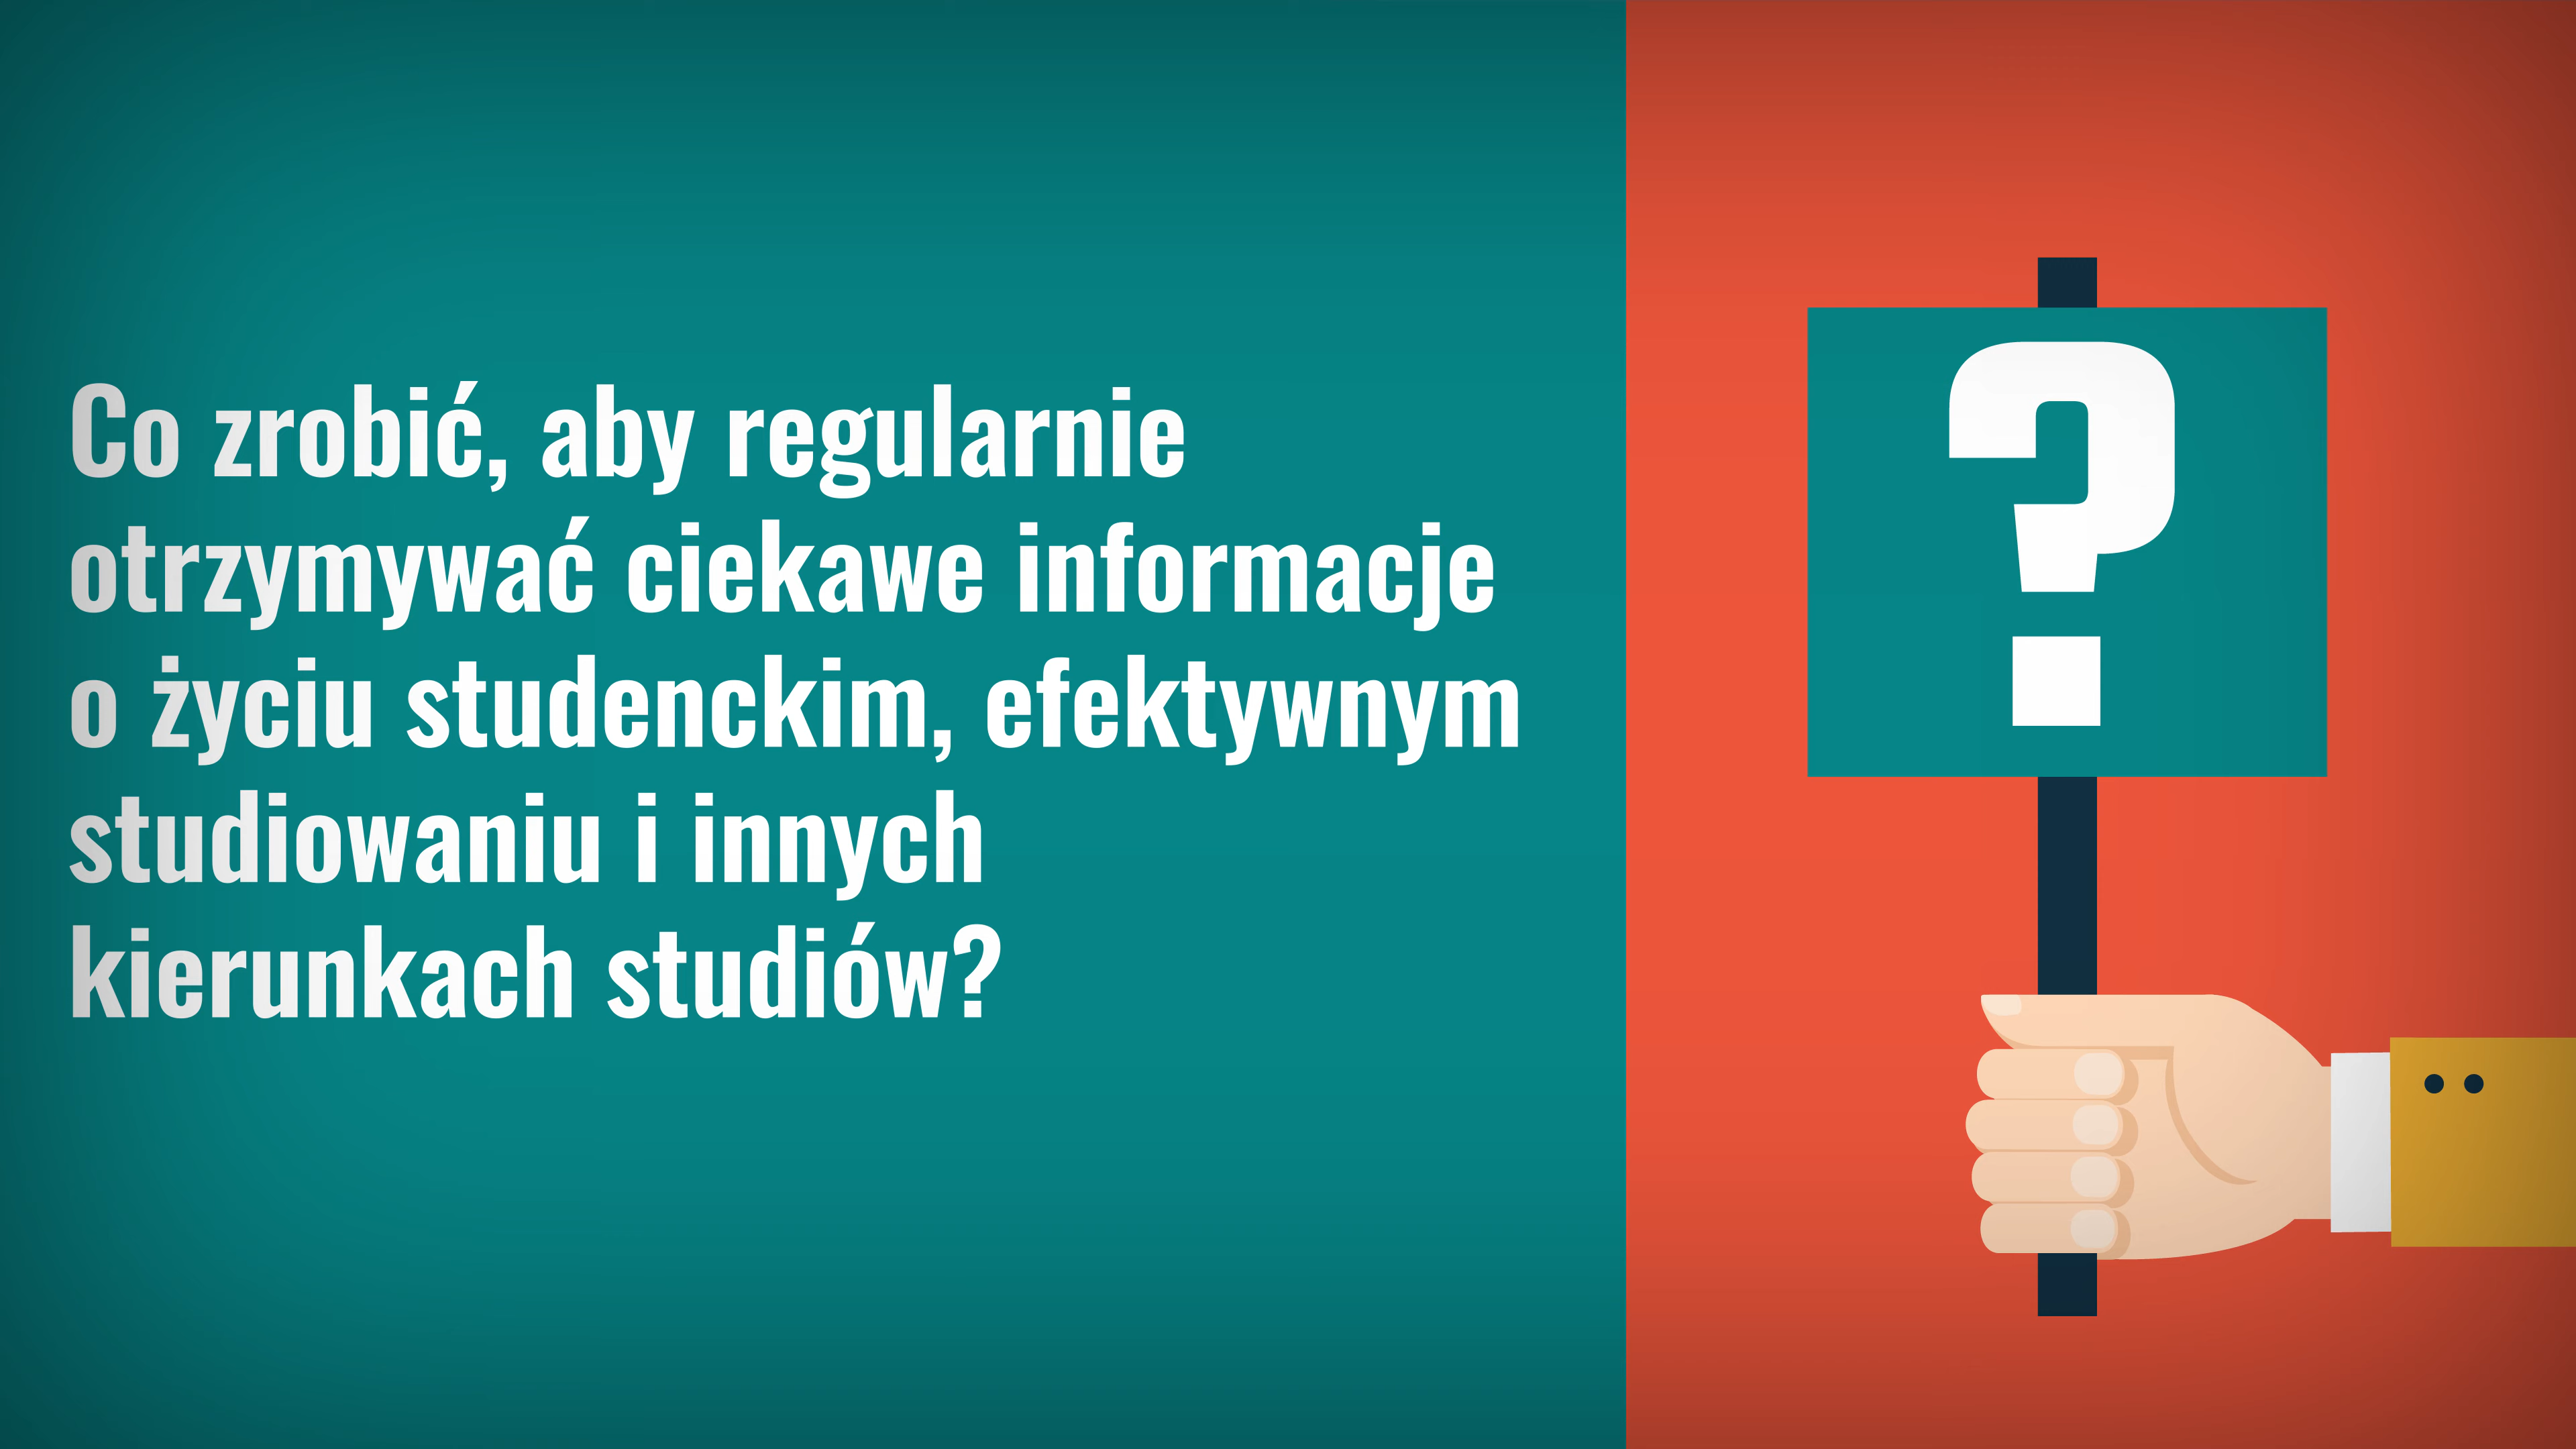 Co zrobić, aby regularnie
otrzymywać ciekawe informacje
o życiu studenckim, efektywnym
studiowaniu i innych
kierunkach studiów?
?